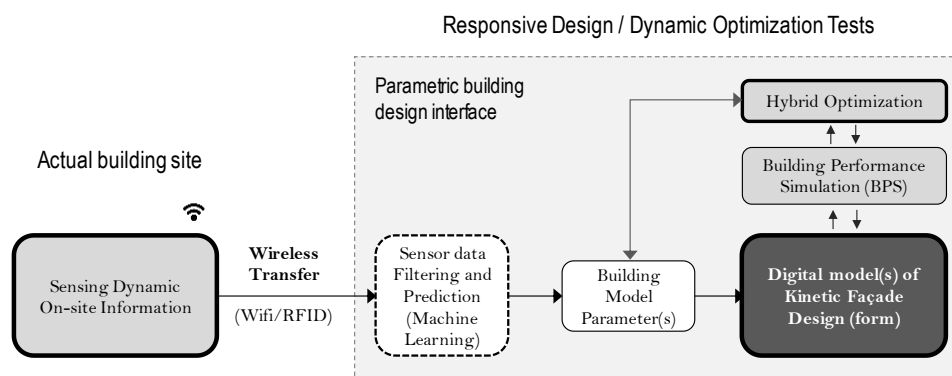 Responsive Design / Dynamic Optimization Tests
Parametric building
design interface
Hybrid Optimization
Actual building site
Building Performance
Simulation (BPS)
Sensing Dynamic
On-site Information
Wireless
Transfer
(Wifi/RFID)
Sensor data
Filtering and
Prediction
(Machine
Learning)
Building
Model
Parameter(s)
Digital model(s) of
Kinetic Façade
Design (form)